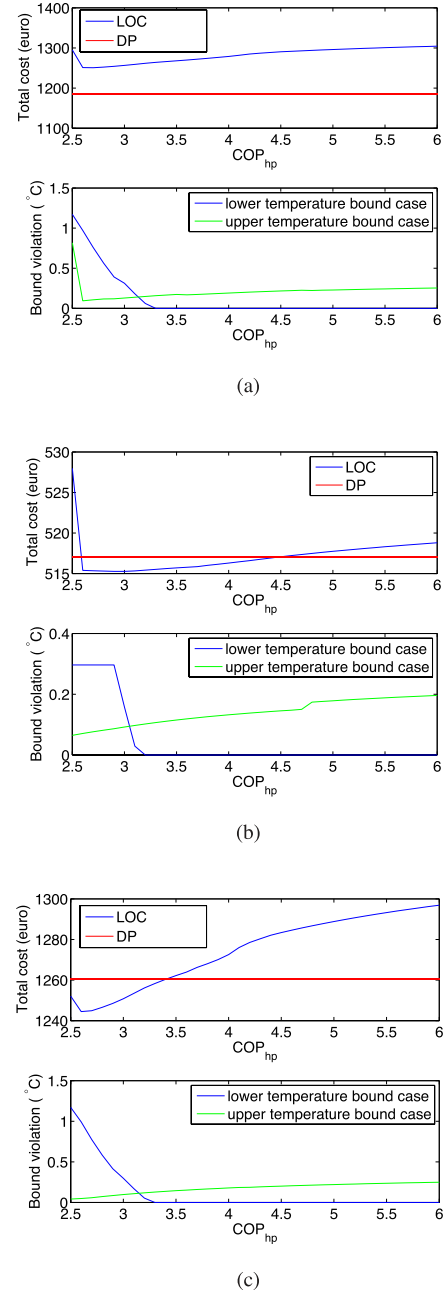 1400
1300
1200
1100
Total cost (euro)
LOC
DP
2.5 3 3.5 4 4.5 5 5.5 6
COPhp
1.5
1
0.5
0
Bound violation (°C)
lower temperature bound case
upper temperature bound case
2.5 3 3.5 4 4.5 5 5.5 6
COPhp
(a)
530
520
515
Total cost (euro)
LOC
DP
2.5 3 3.5 4 4.5 5 5.5 6
COPhp
0.4
0.2
0
Bound violation (°C)
lower temperature bound case
upper temperature bound case
2.5 3 3.5 4 4.5 5 5.5 6
COPhp
(b)
1300
1280
1260
1240
Total cost (euro)
LOC
DP
2.5 3 3.5 4 4.5 5 5.5 6
COPhp
1.5
1
0.5
0
Bound violation (°C)
lower temperature bound case
upper temperature bound case
2.5 3 3.5 4 4.5 5 5.5 6
COPhp
(c)